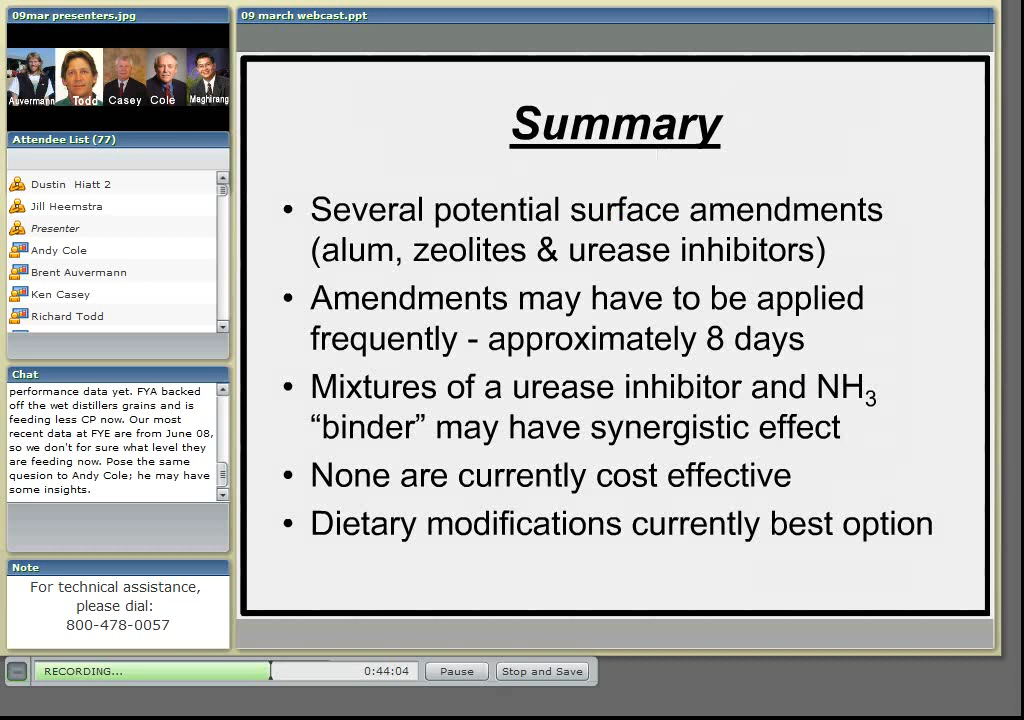 09mar presenters.jpg
Auvermann Todd Casey Cole Maghirang
Attendee List (77)
Dustin Hiatt 2
Jill Heemstra
Presenter
Andy Cole
Brent Auvermann
Ken Casey
Richard Todd
Chat
performance data yet. FYA backed
off the wet distillers grains and is
feeding less CP now. Our most
recent data at FYE are from June 08,
so we don't for sure what level they
are feeding now. Pose the same
quesion to Andy Cole; he may have
some insights.
Note
For technical assistance,
please dial:
800-478-0057
09 march webcast.ppt
Summary
• Several potential surface amendments
(alum, zeolites & urease inhibitors)
• Amendments may have to be applied
frequently - approximately 8 days
• Mixtures of a urease inhibitor and NH3
“binder” may have synergistic effect
• None are currently cost effective
• Dietary modifications currently best option
RECORDING... 0:44:04 Pause Stop and Save